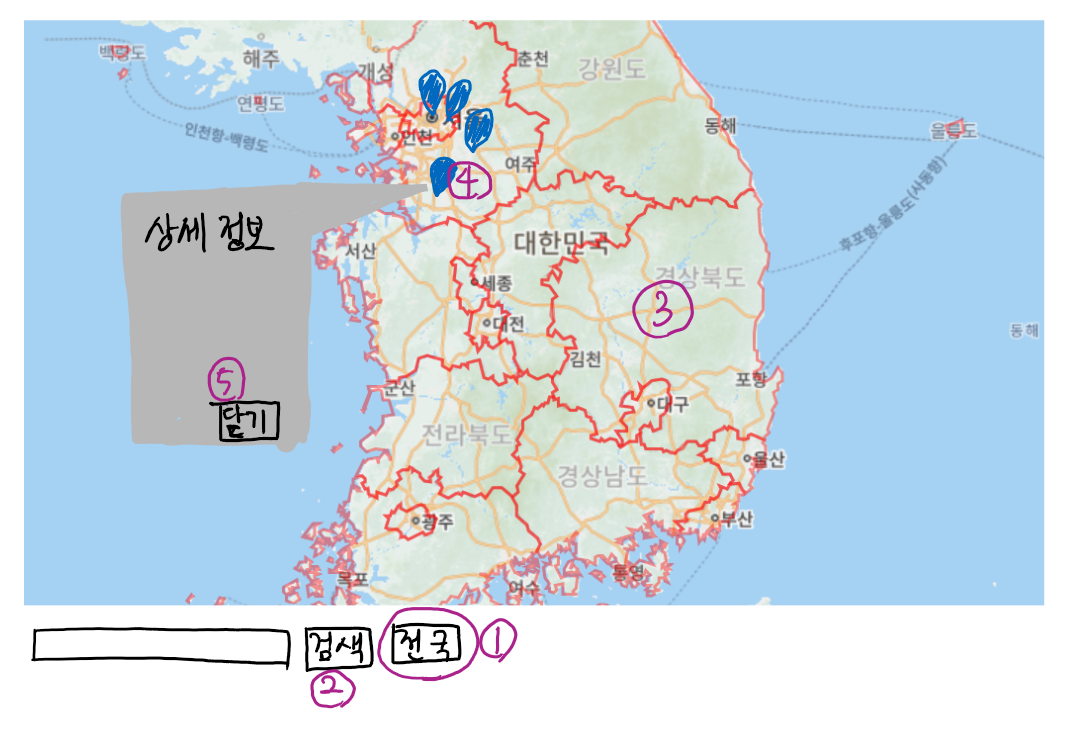 백령도
해주
개성
춘천
강원도
연평도
인천항-백령도
서울
인천
동해
울릉도
여주
④
상세 정보
서산
대한민국
후포항-울릉도(사동항)
세종
경상북도
③
대전
동해
김천
⑤
군산
포항
닫기
대구
전라북도
울산
경상남도
광주
부산
목포
여수
통영
검색
전국
①
②